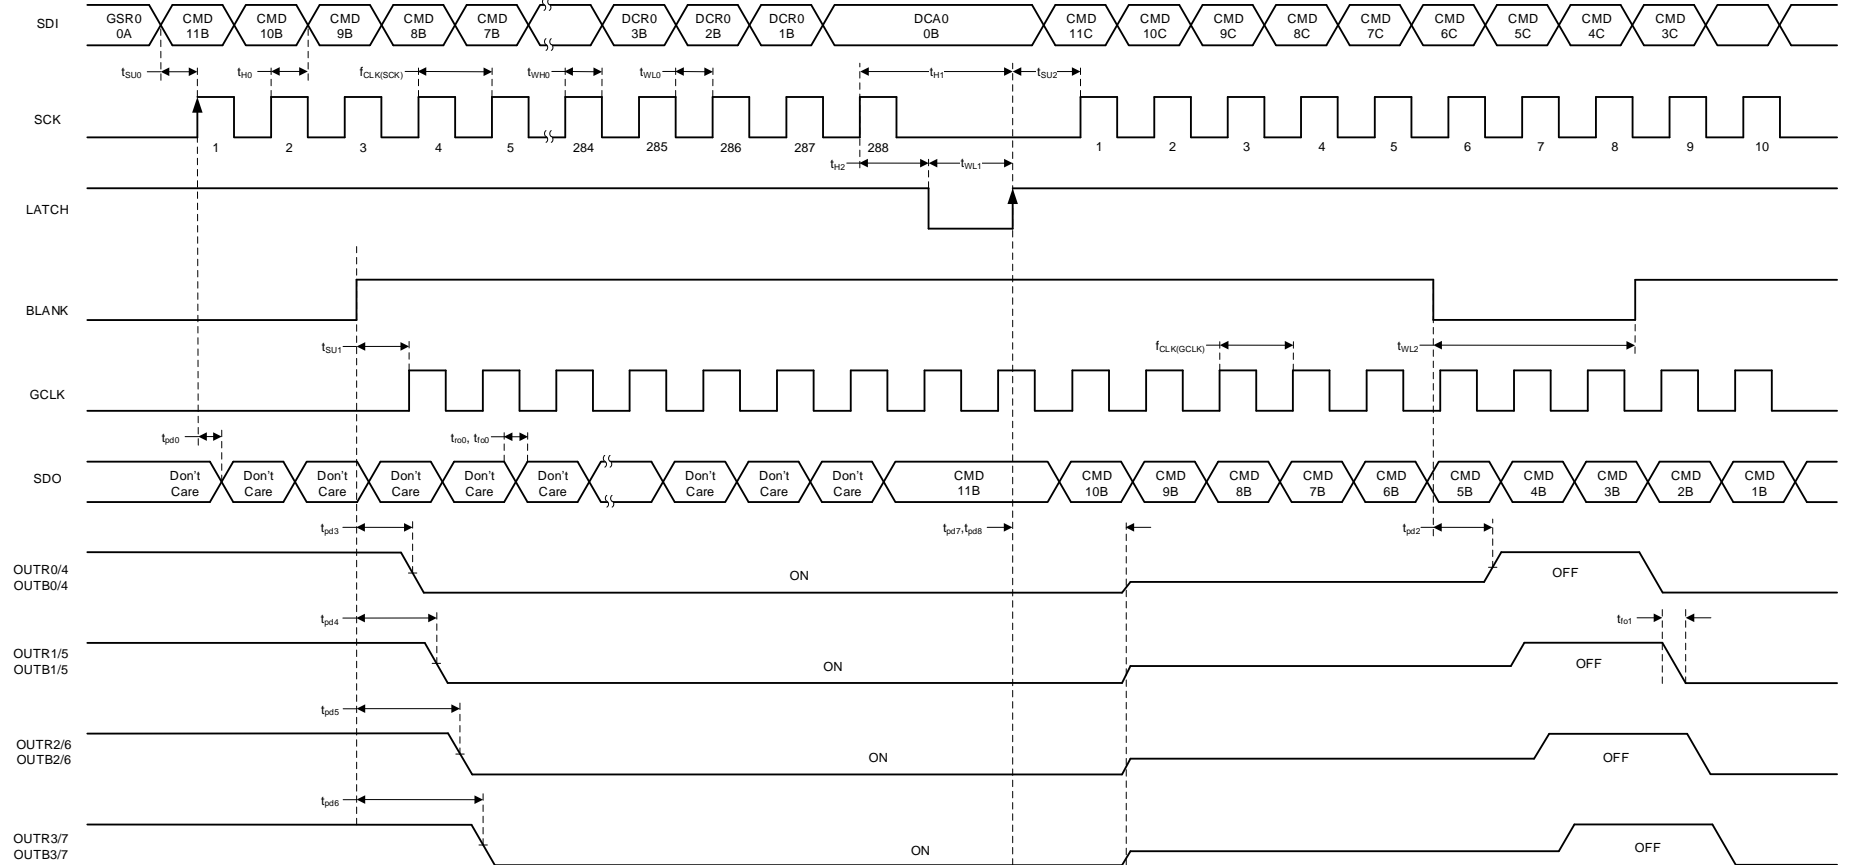 SDI
GSR0 0A
CMD 11B
CMD 10B
CMD 9B
CMD 8B
CMD 7B
DCR0 3B
DCR0 2B
DCR0 1B
DCA0 0B
CMD 11C
CMD 10C
CMD 9C
CMD 8C
CMD 7C
CMD 6C
CMD 5C
CMD 4C
CMD 3C
tSU0
tH0
fCLK(SCK)
tWH0
tWL0
tH1
tSU2
SCK
1 2 3 4 5 284 285 286 287 288 1 2 3 4 5 6 7 8 9 10
tH2
tWL1
LATCH
BLANK
tSU1
fCLK(GCLK)
tWL2
GCLK
tpd0
tro0, tfo0
SDO
Don't Care
Don't Care
Don't Care
Don't Care
Don't Care
Don't Care
Don't Care
Don't Care
Don't Care
CMD 11B
CMD 10B
CMD 9B
CMD 8B
CMD 7B
CMD 6B
CMD 5B
CMD 4B
CMD 3B
CMD 2B
CMD 1B
tpd3
tpd7,tpd8
tpd2
OUTR0/4
OUTB0/4
ON
OFF
tpd4
tfo1
OUTR1/5
OUTB1/5
ON
OFF
tpd5
OUTR2/6
OUTB2/6
ON
OFF
tpd6
OUTR3/7
OUTB3/7
ON
OFF